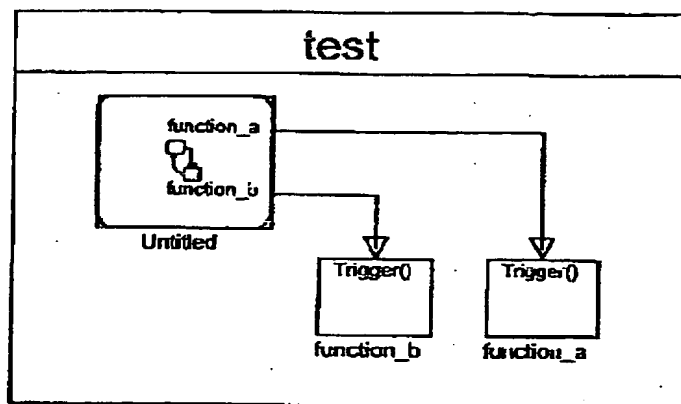 test
function_a
function_b
Untitled
Trigger()
Trigger()
function_b
function_a